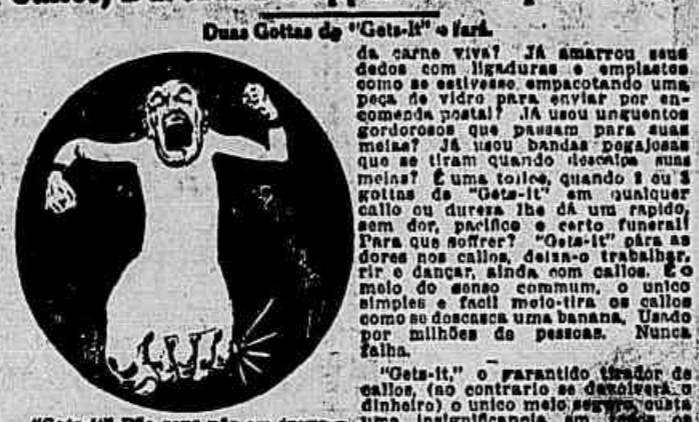 Duas Gottas de "Gets-It" o fará.
da carne viva? JÁ amarrou seus
dedos com ligaduras e emplastos
como se estivesse empacotando uma
peça de vidro para enviar por en-
comenda postal? JÁ usou unguentos
gordorosos que passam para suas
meias? JÁ usou bandas pegajosas
que se tiram quando descalça suas
meias? É uma tolice, quando 2 ou 3
gottas de "Gets-It" em qualquer
callo ou dureza lhe dá um rapido,
sem dor, pacifico e certo funeral!
Para que soffrer? "Gets-It" pára as
dores nos callos, deixa-o trabalhar,
rir e dançar, ainda com callos. É o
meio do senso commum, o unico
simples e facil meio-tira os callos
como se descasca uma banana. Usado
por milhões de pessoas. Nunca
falha.
"Gets-It," o garantido tirador de
callos, (ao contrario se devolverá o
dinheiro) o unico meio seguro, custa
uma insignificancia em